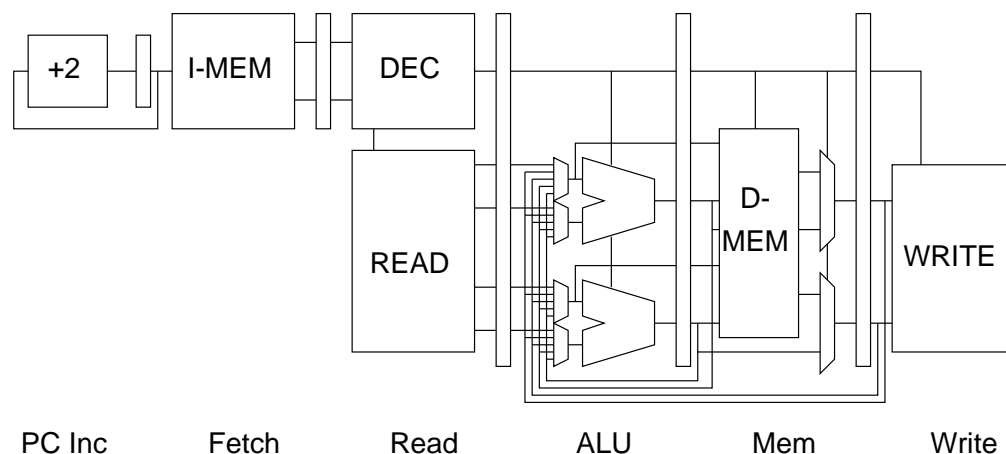 +2
I-MEM
DEC
READ
D-
MEM
WRITE
PC Inc
Fetch
Read
ALU
Mem
Write